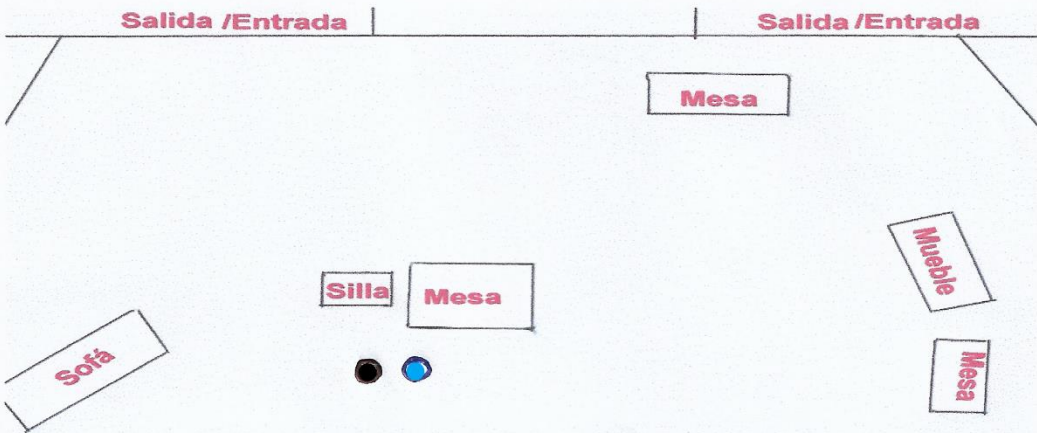 Salida /Entrada
Salida /Entrada
Mesa
Mueble
Silla
Mesa
Sofá
Mesa